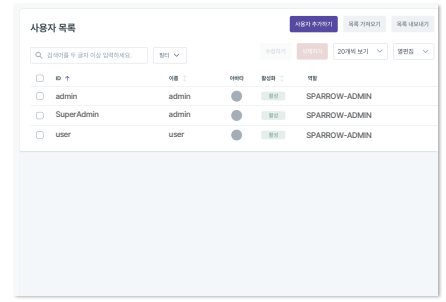 사용자 목록
사용자 추가하기 목록 가져오기 목록 내보내기
검색어를 두 글자 이상 입력하세요. 필터
수정하기 삭제하기 20개씩 보기 열편집
ID ↑ 이름 아바타 활성화 역할
admin admin 활성 SPARROW-ADMIN
SuperAdmin admin 활성 SPARROW-ADMIN
user user 활성 SPARROW-ADMIN